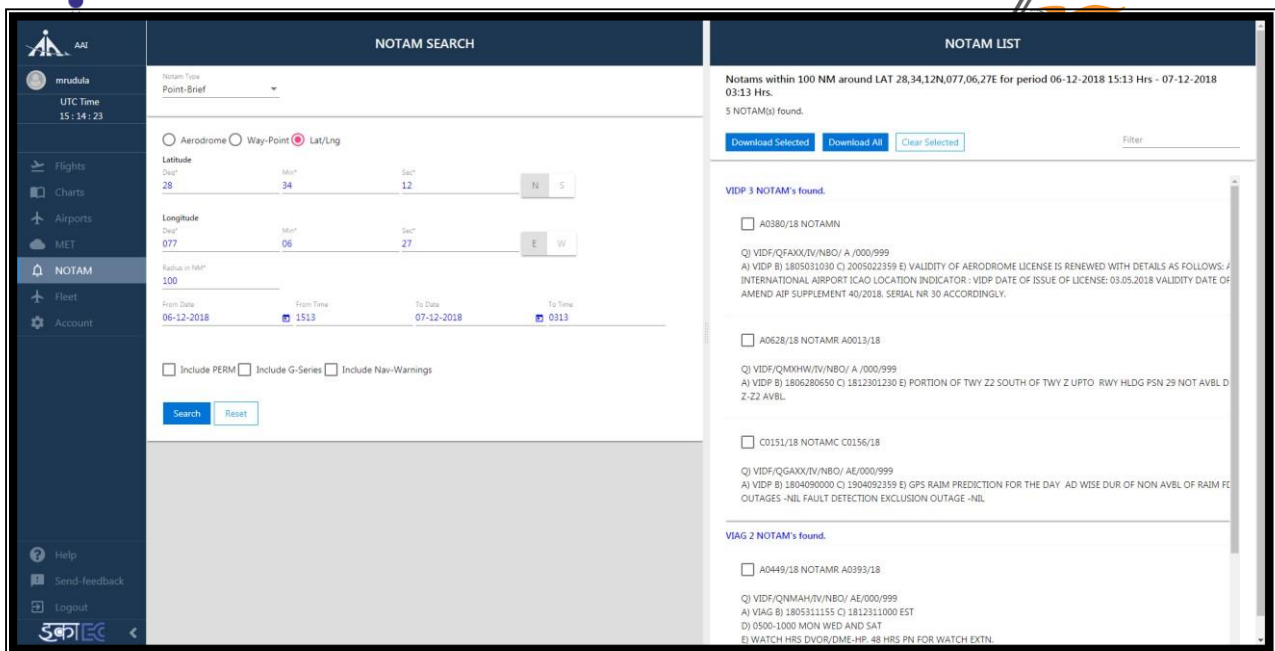 AAI
mrudula
UTC Time
15 : 14 : 23
Flights
Charts
Airports
MET
NOTAM
Fleet
Account
Help
Send-feedback
Logout
NOTAM SEARCH
Notam Type
Point-Brief
Aerodrome Way-Point Lat/Lng
Latitude
Deg* Min* Sec*
28 34 12 N S
Longitude
Deg* Min* Sec*
077 06 27 E W
Radius in NM*
100
From Date From Time To Date To Time
06-12-2018 1513 07-12-2018 0313
Include PERM Include G-Series Include Nav-Warnings
Search Reset
NOTAM LIST
Notams within 100 NM around LAT 28,34,12N,077,06,27E for period 06-12-2018 15:13 Hrs - 07-12-2018
03:13 Hrs.
5 NOTAM(s) found.
Download Selected Download All Clear Selected Filter
VIDP 3 NOTAM's found.
A0380/18 NOTAMN
Q) VIDF/QFAXX/IV/NBO/ A /000/999
A) VIDP B) 1805031030 C) 2005022359 E) VALIDITY OF AERODROME LICENSE IS RENEWED WITH DETAILS AS FOLLOWS:
INTERNATIONAL AIRPORT ICAO LOCATION INDICATOR : VIDP DATE OF ISSUE OF LICENSE: 03.05.2018 VALIDITY DATE OF
AMEND AIP SUPPLEMENT 40/2018. SERIAL NR 30 ACCORDINGLY.
A0628/18 NOTAMR A0013/18
Q) VIDF/QMXHW/IV/NBO/ A /000/999
A) VIDP B) 1806280650 C) 1812301230 E) PORTION OF TWY Z2 SOUTH OF TWY Z UPTO RWY HLDG PSN 29 NOT AVBL D
Z-Z2 AVBL.
C0151/18 NOTAMC C0156/18
Q) VIDF/QGAXX/IV/NBO/ AE/000/999
A) VIDP B) 1804090000 C) 1904092359 E) GPS RAIM PREDICTION FOR THE DAY AD WISE DUR OF NON AVBL OF RAIM
OUTAGES -NIL FAULT DETECTION EXCLUSION OUTAGE -NIL
VIAG 2 NOTAM's found.
A0449/18 NOTAMR A0393/18
Q) VIDF/QNMAH/IV/NBO/ AE/000/999
A) VIAG B) 1805311155 C) 1812311000 EST
D) 0500-1000 MON WED AND SAT
E) WATCH HRS DVOR/DME-HP. 48 HRS PN FOR WATCH EXTN.